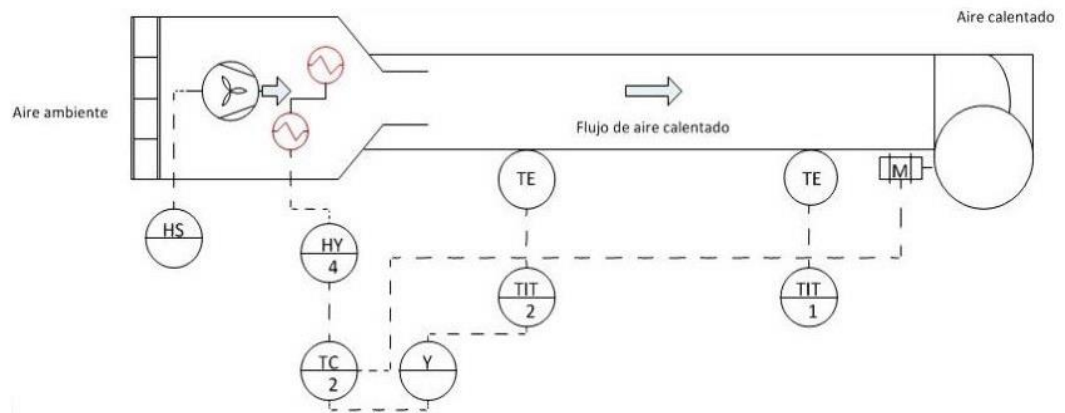 Aire calentado
Aire ambiente
Flujo de aire calentado
TE
TE
M
HS
HY
4
TIT
2
TIT
1
TC
2
Y